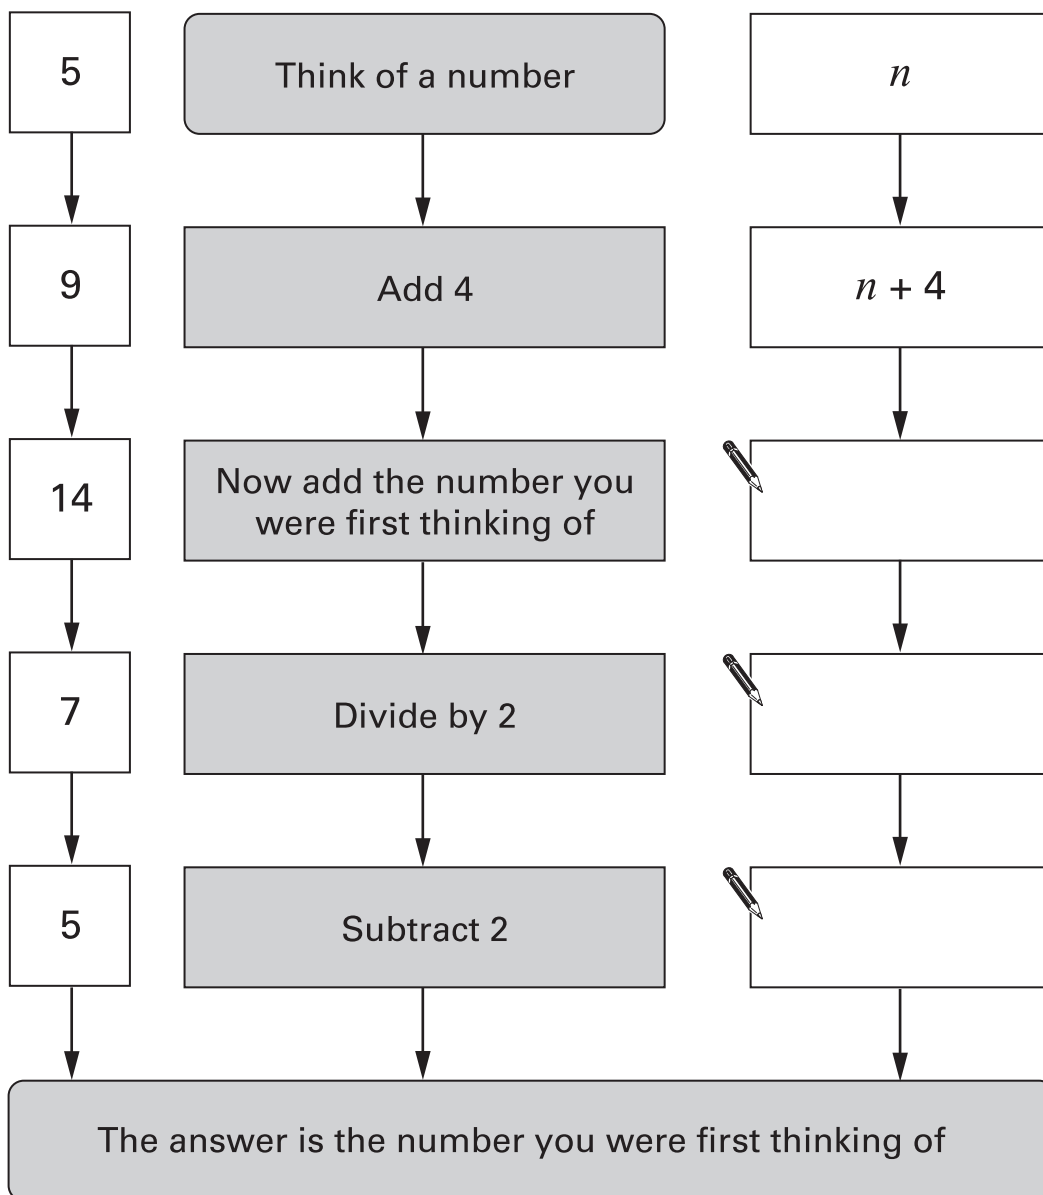 5
Think of a number
n
9
Add 4
n + 4
14
Now add the number you
were first thinking of
7
Divide by 2
5
Subtract 2
The answer is the number you were first thinking of